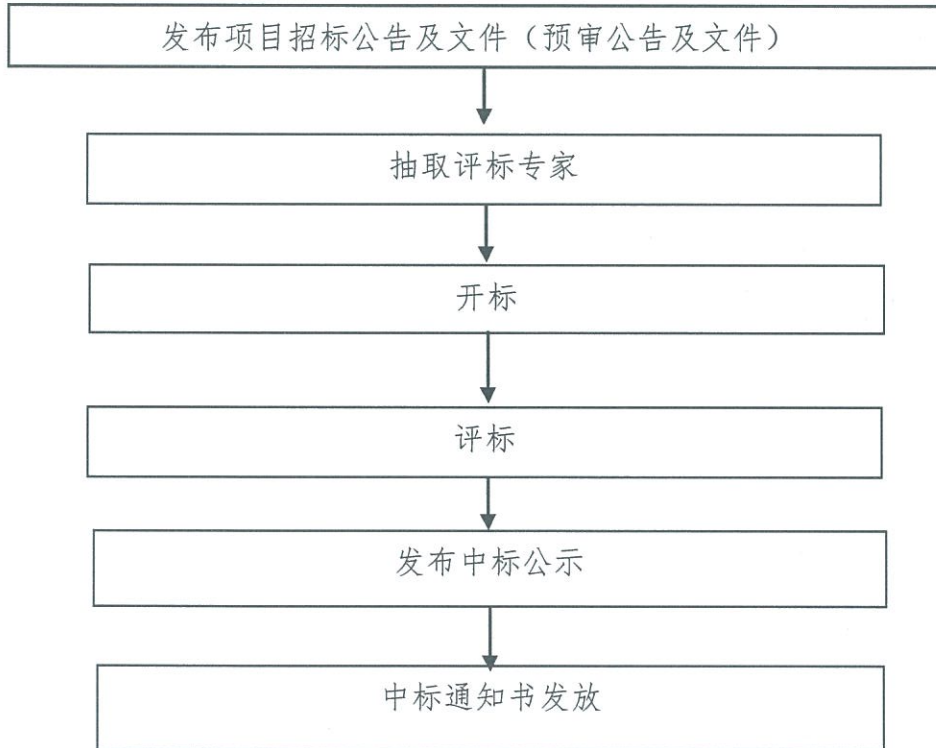 发布项目招标公告及文件（预审公告及文件）
抽取评标专家
开标
评标
发布中标公示
中标通知书发放